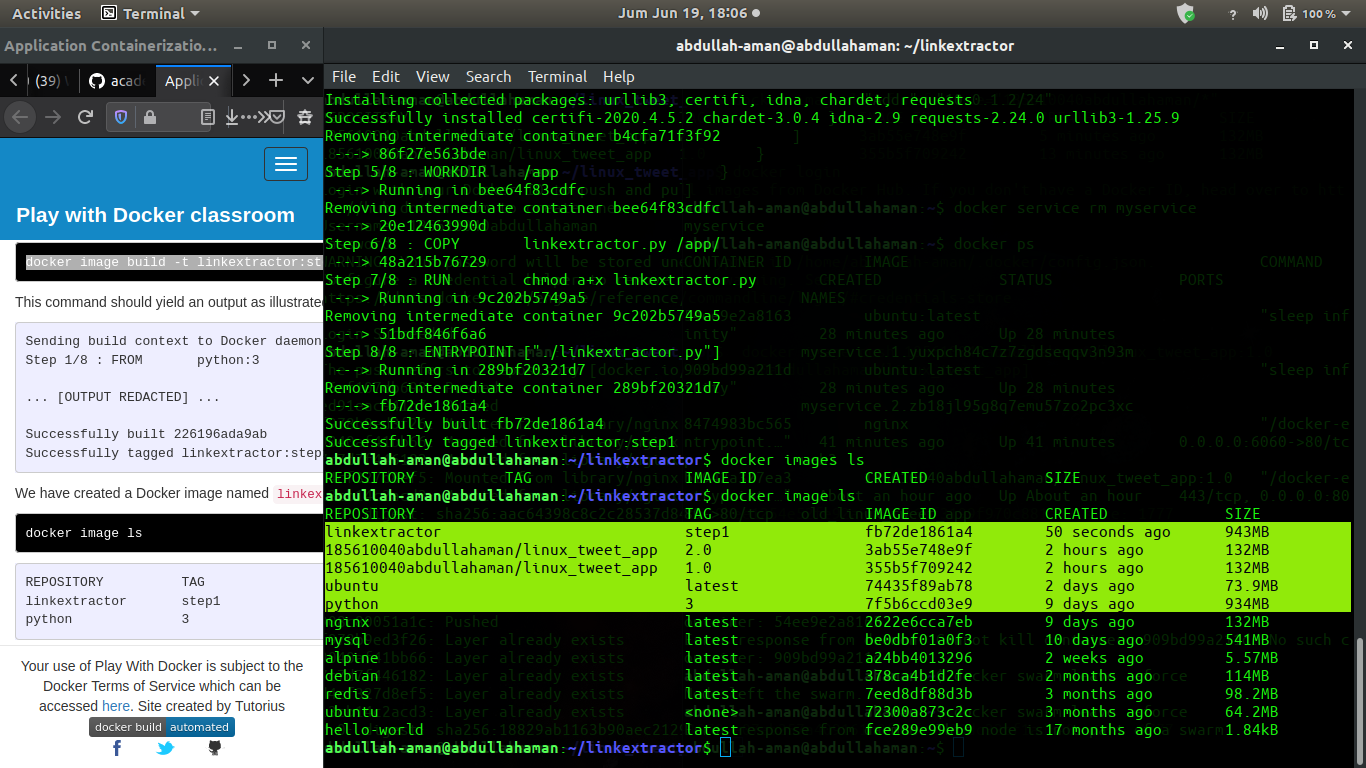 Activities Terminal Jum Jun 19, 18:06 100 %
Application Containerizatio...
abdullah-aman@abdullahaman: ~/linkextractor
(39) acad Appli
File Edit View Search Terminal Help
Play with Docker classroom
docker image build -t linkextractor:st
This command should yield an output as illustrated
Sending build context to Docker daemon
Step 1/8 : FROM python:3
... [OUTPUT REDACTED] ...
Successfully built 226196ada9ab
Successfully tagged linkextractor:step
We have created a Docker image named linkex
docker image ls
REPOSITORY TAG
linkextractor step1
python 3
Your use of Play With Docker is subject to the
Docker Terms of Service which can be
accessed here. Site created by Tutorius
docker build automated
Installing collected packages: urllib3, certifi, idna, chardet, requests
Successfully installed certifi-2020.4.5.2 chardet-3.0.4 idna-2.9 requests-2.24.0 urllib3-1.25.9
Removing intermediate container b4cfa71f3f92
---> 86f27e563bde
Step 5/8 : WORKDIR /app
---> Running in bee64f83cdfc
Removing intermediate container bee64f83cdfc
---> 20e12463990d
Step 6/8 : COPY linkextractor.py /app/
---> 48a215b76729
Step 7/8 : RUN chmod a+x linkextractor.py
---> Running in 9c202b5749a5
Removing intermediate container 9c202b5749a5
---> 51bdf846f6a6
Step 8/8 : ENTRYPOINT ["./linkextractor.py"]
---> Running in 289bf20321d7
Removing intermediate container 289bf20321d7
---> fb72de1861a4
Successfully built fb72de1861a4
Successfully tagged linkextractor:step1
abdullah-aman@abdullahaman:~/linkextractor$ docker images ls
REPOSITORY TAG IMAGE ID CREATED SIZE
abdullah-aman@abdullahaman:~/linkextractor$ docker image ls
REPOSITORY TAG IMAGE ID CREATED SIZE
linkextractor step1 fb72de1861a4 50 seconds ago 943MB
185610040abdullahaman/linux_tweet_app 2.0 3ab55e748e9f 2 hours ago 132MB
185610040abdullahaman/linux_tweet_app 1.0 355b5f709242 2 hours ago 132MB
ubuntu latest 74435f89ab78 2 days ago 73.9MB
python 3 7f5b6ccd03e9 9 days ago 934MB
nginx latest 2622e6cca7eb 9 days ago 132MB
mysql latest be0dbf01a0f3 10 days ago 541MB
alpine latest a24bb4013296 2 weeks ago 5.57MB
debian latest 378ca4b1d2fe 2 months ago 114MB
redis latest 7eed8df88d3b 3 months ago 98.2MB
ubuntu <none> 72300a873c2c 3 months ago 64.2MB
hello-world latest fce289e99eb9 17 months ago 1.84kB
abdullah-aman@abdullahaman:~/linkextractor$